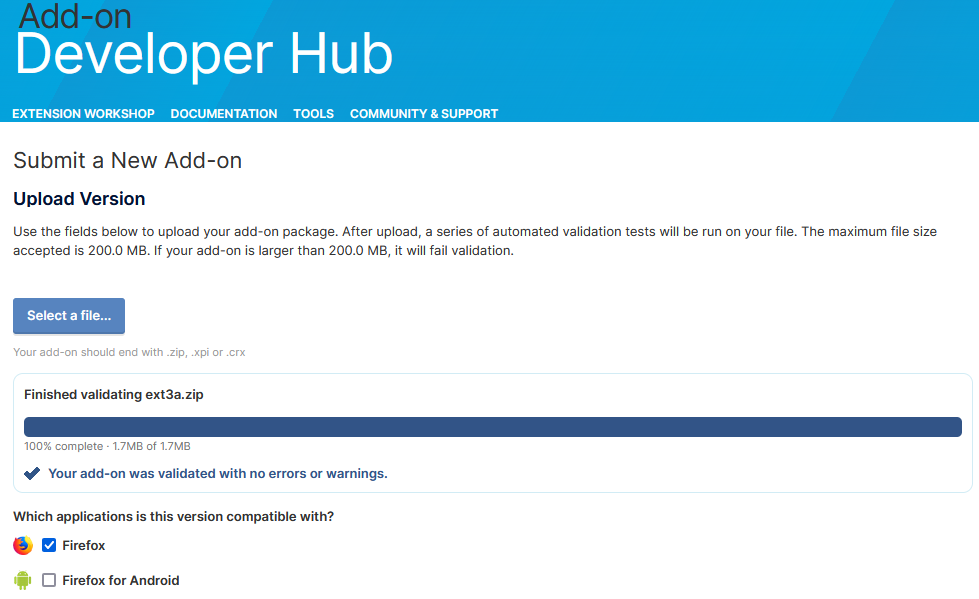 Add-on
Developer Hub
EXTENSION WORKSHOP DOCUMENTATION TOOLS COMMUNITY & SUPPORT
Submit a New Add-on
Upload Version
Use the fields below to upload your add-on package. After upload, a series of automated validation tests will be run on your file. The maximum file size
accepted is 200.0 MB. If your add-on is larger than 200.0 MB, it will fail validation.
Select a file...
Your add-on should end with .zip, .xpi or .crx
Finished validating ext3a.zip
100% complete · 1.7MB of 1.7MB
Your add-on was validated with no errors or warnings.
Which applications is this version compatible with?
Firefox
Firefox for Android